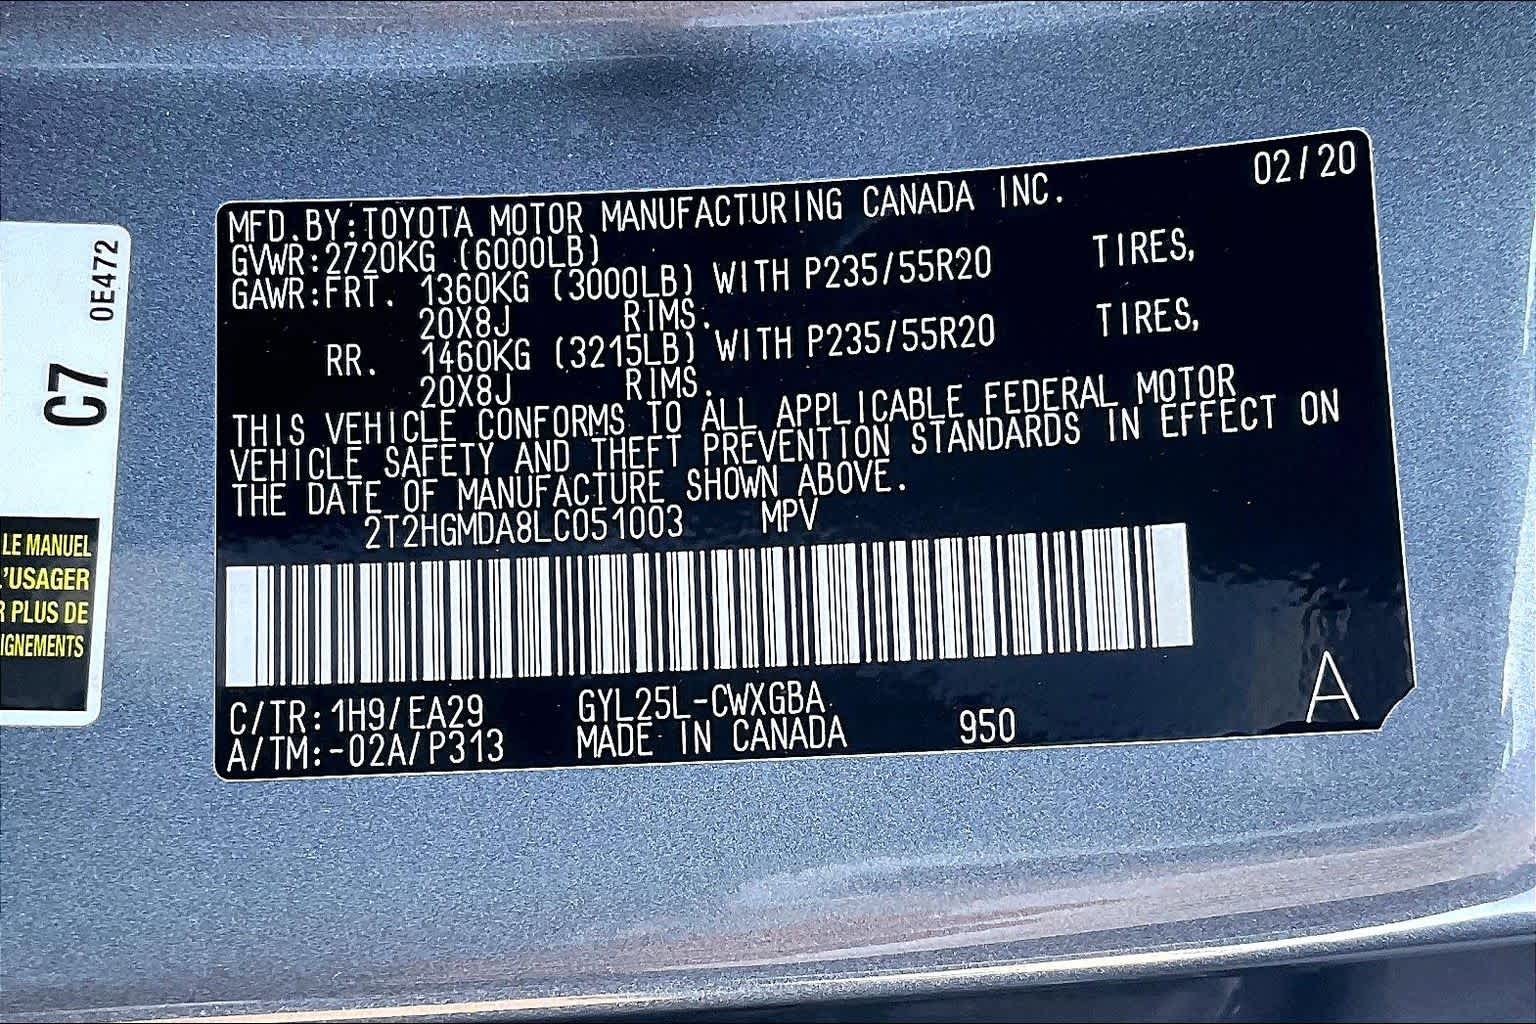 0E472
C7
LE MANUEL
L'USAGER
R PLUS DE
IGNEMENTS
02/20
MFD.BY:TOYOTA MOTOR MANUFACTURING CANADA INC.
GVWR:2720KG (6000LB)
GAWR:FRT. 1360KG (3000LB) WITH P235/55R20 TIRES,
20X8J RIMS.
RR. 1460KG (3215LB) WITH P235/55R20 TIRES,
20X8J RIMS.
THIS VEHICLE CONFORMS TO ALL APPLICABLE FEDERAL MOTOR
VEHICLE SAFETY AND THEFT PREVENTION STANDARDS IN EFFECT ON
THE DATE OF MANUFACTURE SHOWN ABOVE.
2T2HGMDA8LC051003 MPV
C/TR:1H9/EA29 GYL25L-CWXGBA
A/TM:-02A/P313 MADE IN CANADA 950
A